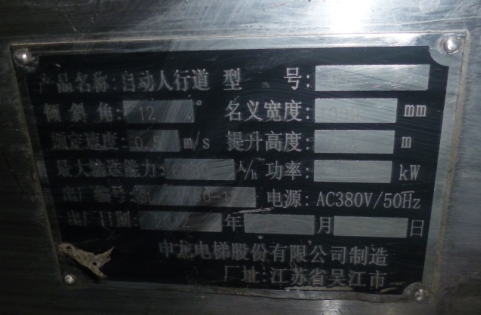 产品名称: 自动人行道 型 号:
倾斜角: 12 ° 名义宽度: mm
额定速度: 0.5 m/s 提升高度: m
最大输送能力: 人/h 功率: kW
出厂编号: 电源: AC380V/50Hz
出厂日期: 年 月 日
申龙电梯股份有限公司制造
厂址:江苏省吴江市